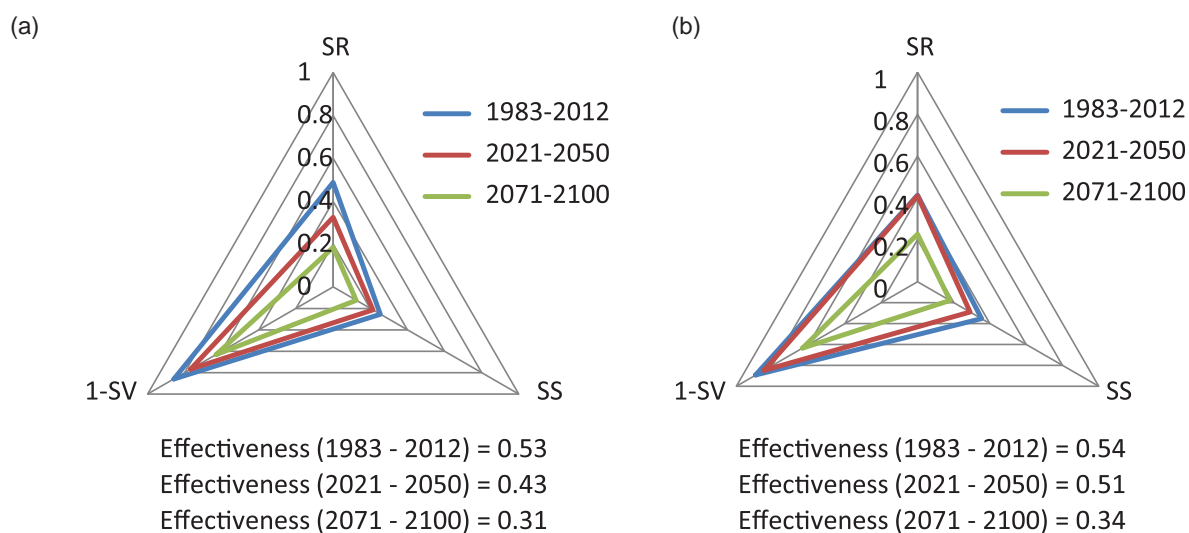 (a)
SR
1
0.8
0.6
0.4
0.2
0
1-SV
SS
1983-2012
2021-2050
2071-2100
Effectiveness (1983 - 2012) = 0.53
Effectiveness (2021 - 2050) = 0.43
Effectiveness (2071 - 2100) = 0.31
(b)
SR
1
0.8
0.6
0.4
0.2
0
1-SV
SS
1983-2012
2021-2050
2071-2100
Effectiveness (1983 - 2012) = 0.54
Effectiveness (2021 - 2050) = 0.51
Effectiveness (2071 - 2100) = 0.34